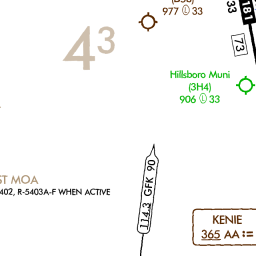 977 33
181
33
4³
73
Hillsboro Muni
(3H4)
906 33
ST MOA
402, R-5403A-F WHEN ACTIVE
114.3 GFK 90
KENIE
365 AA